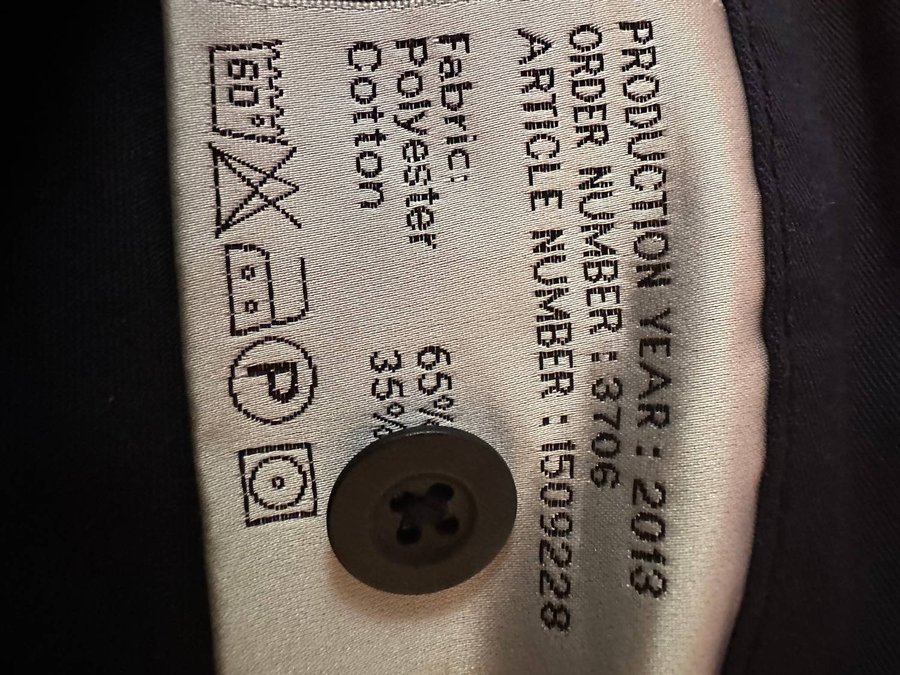 PRODUCTION YEAR: 2013
ORDER NUMBER: 3706
ARTICLE NUMBER: 1509228
Fabric:
Polyester 65%
Cotton 35%
60
P